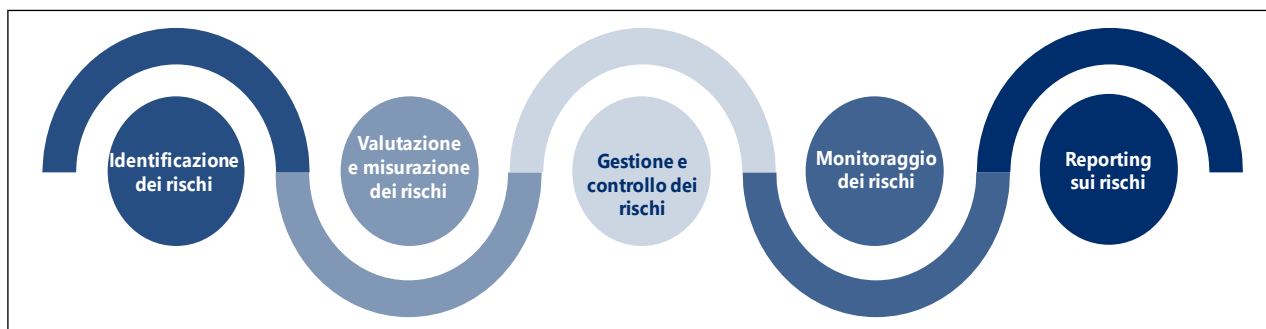 Identificazione
dei rischi
Valutazione
e misurazione
dei rischi
Gestione e
controllo dei
rischi
Monitoraggio
dei rischi
Reporting
sui rischi